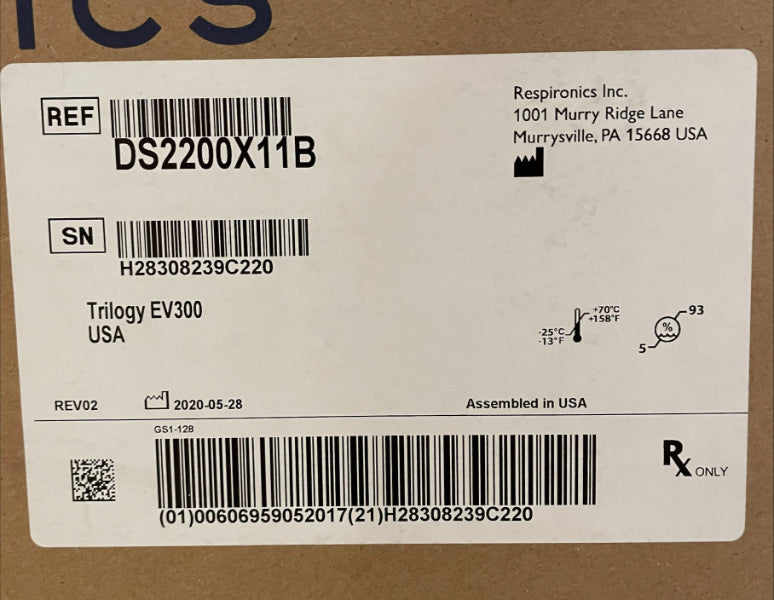 ICS
REF
DS2200X11B
Respironics Inc.
1001 Murry Ridge Lane
Murrysville, PA 15668 USA
SN
H28308239C220
Trilogy EV300
USA
+70°C
+158°F
-25°C
-13°F
%
93
5
REV02
2020-05-28
Assembled in USA
GS1-128
(01)00606959052017(21)H28308239C220
Rx ONLY